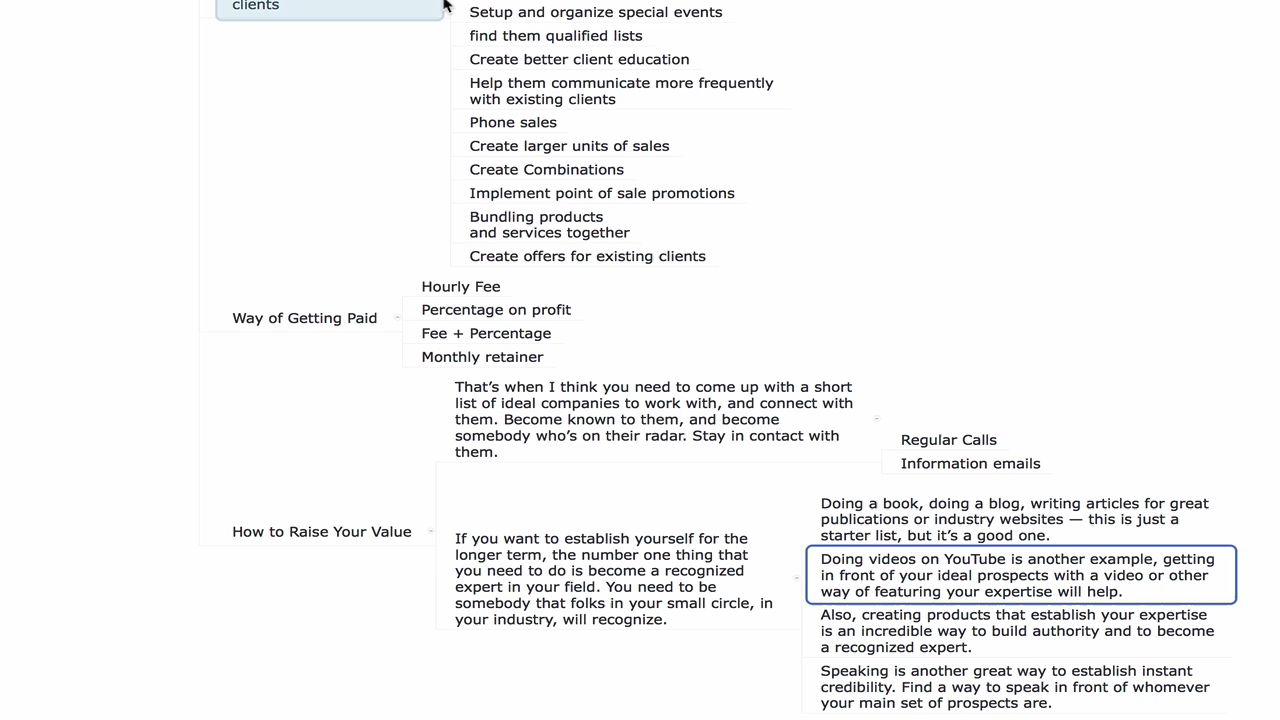 clients
Setup and organize special events
find them qualified lists
Create better client education
Help them communicate more frequently
with existing clients
Phone sales
Create larger units of sales
Create Combinations
Implement point of sale promotions
Bundling products
and services together
Create offers for existing clients
Way of Getting Paid
Hourly Fee
Percentage on profit
Fee + Percentage
Monthly retainer
How to Raise Your Value
That’s when I think you need to come up with a short
list of ideal companies to work with, and connect with
them. Become known to them, and become
somebody who’s on their radar. Stay in contact with
them.
Regular Calls
Information emails
If you want to establish yourself for the
longer term, the number one thing that
you need to do is become a recognized
expert in your field. You need to be
somebody that folks in your small circle, in
your industry, will recognize.
Doing a book, doing a blog, writing articles for great
publications or industry websites — this is just a
starter list, but it’s a good one.
Doing videos on YouTube is another example, getting
in front of your ideal prospects with a video or other
way of featuring your expertise will help.
Also, creating products that establish your expertise
is an incredible way to build authority and to become
a recognized expert.
Speaking is another great way to establish instant
credibility. Find a way to speak in front of whomever
your main set of prospects are.